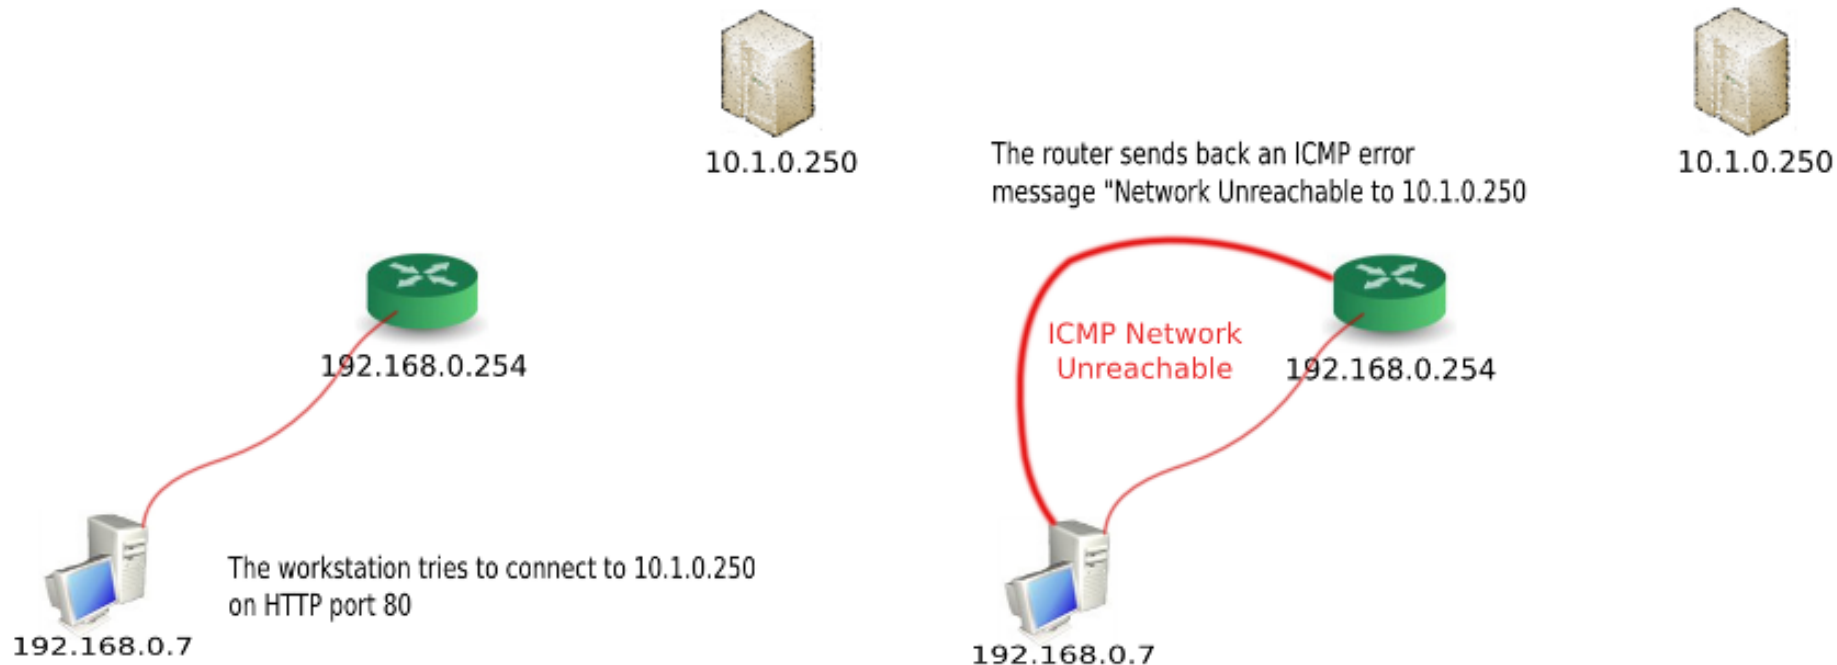 10.1.0.250
192.168.0.254
The workstation tries to connect to 10.1.0.250
on HTTP port 80
192.168.0.7
10.1.0.250
The router sends back an ICMP error
message "Network Unreachable to 10.1.0.250
ICMP Network
Unreachable
192.168.0.254
192.168.0.7